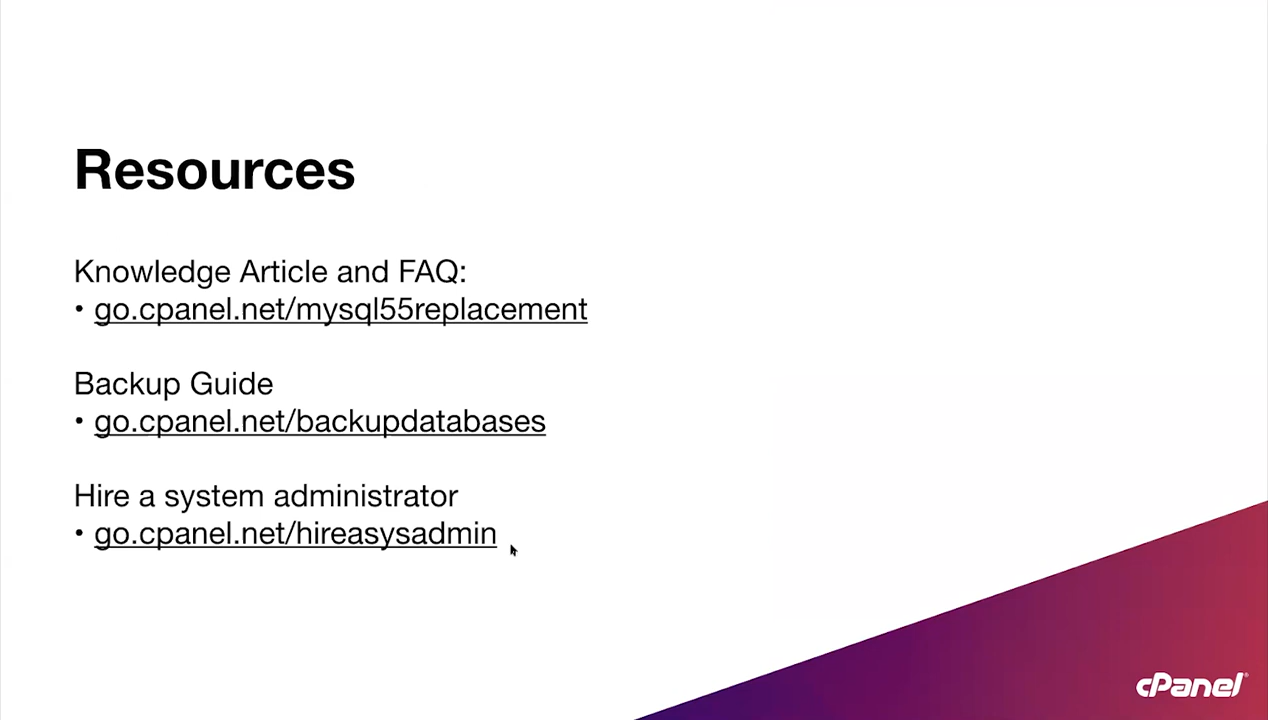 Resources
Knowledge Article and FAQ:
• go.cpanel.net/mysql55replacement
Backup Guide
• go.cpanel.net/backupdatabases
Hire a system administrator
• go.cpanel.net/hireasysadmin
cPanel®